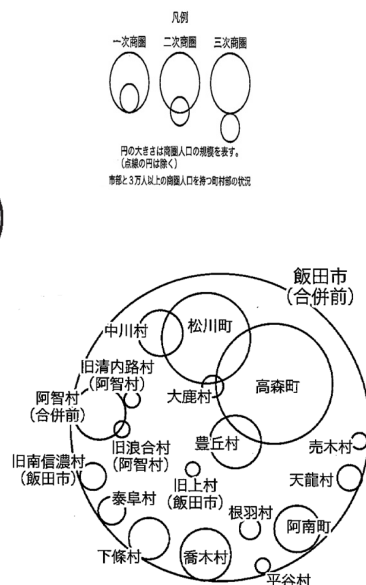 凡例
一次商圏 二次商圏 三次商圏
円の大きさは商圏人口の規模を表す。
(点線の円は除く)
市部と3万人以上の商圏人口を持つ町村部の状況
飯田市
(合併前)
中川村
松川町
旧清内路村
(阿智村)
大鹿村
高森町
阿智村
(合併前)
旧浪合村
(阿智村)
豊丘村
売木村
旧南信濃村
(飯田市)
旧上村
(飯田市)
天龍村
泰阜村
根羽村
阿南町
下條村
喬木村
平谷村